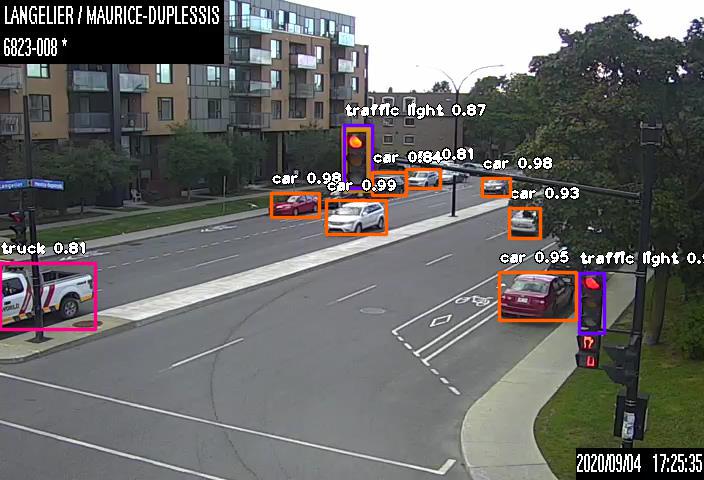 LANGELIER / MAURICE-DUPLESSIS
6823-008 *
traffic light 0.87
car 0.81
car 0.98
car 0.98
car 0.99
car 0.93
Langelier
truck 0.81
car 0.95
traffic light 0.9
2020/09/04 17:25:35